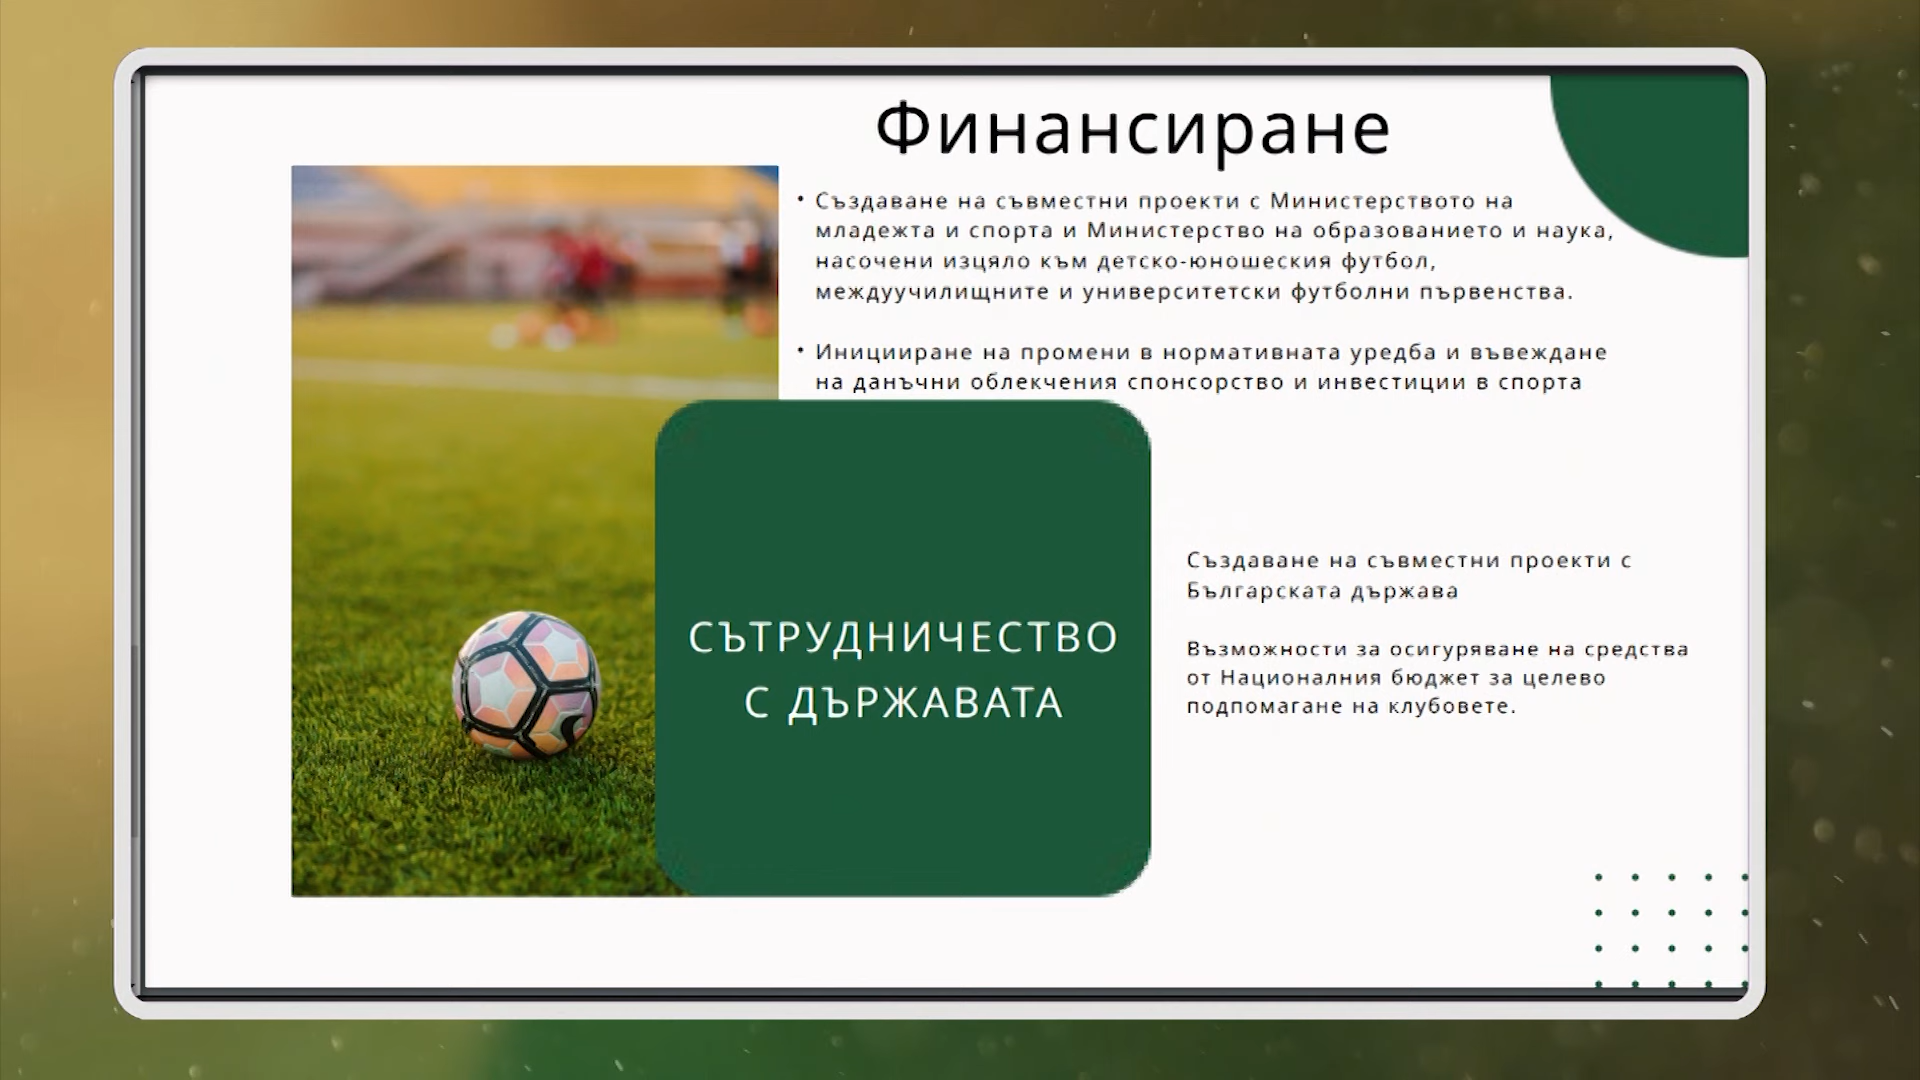 Финансиране
• Създаване на съвместни проекти с Министерството на
младежта и спорта и Министерство на образованието и наука,
насочени изцяло към детско-юношеския футбол,
междуучилищните и университетски футболни първенства.
• Иницииране на промени в нормативната уредба и въвеждане
на данъчни облекчения спонсорство и инвестиции в спорта
СЪТРУДНИЧЕСТВО
С ДЪРЖАВАТА
Създаване на съвместни проекти с
Българската държава
Възможности за осигуряване на средства
от Националния бюджет за целево
подпомагане на клубовете.